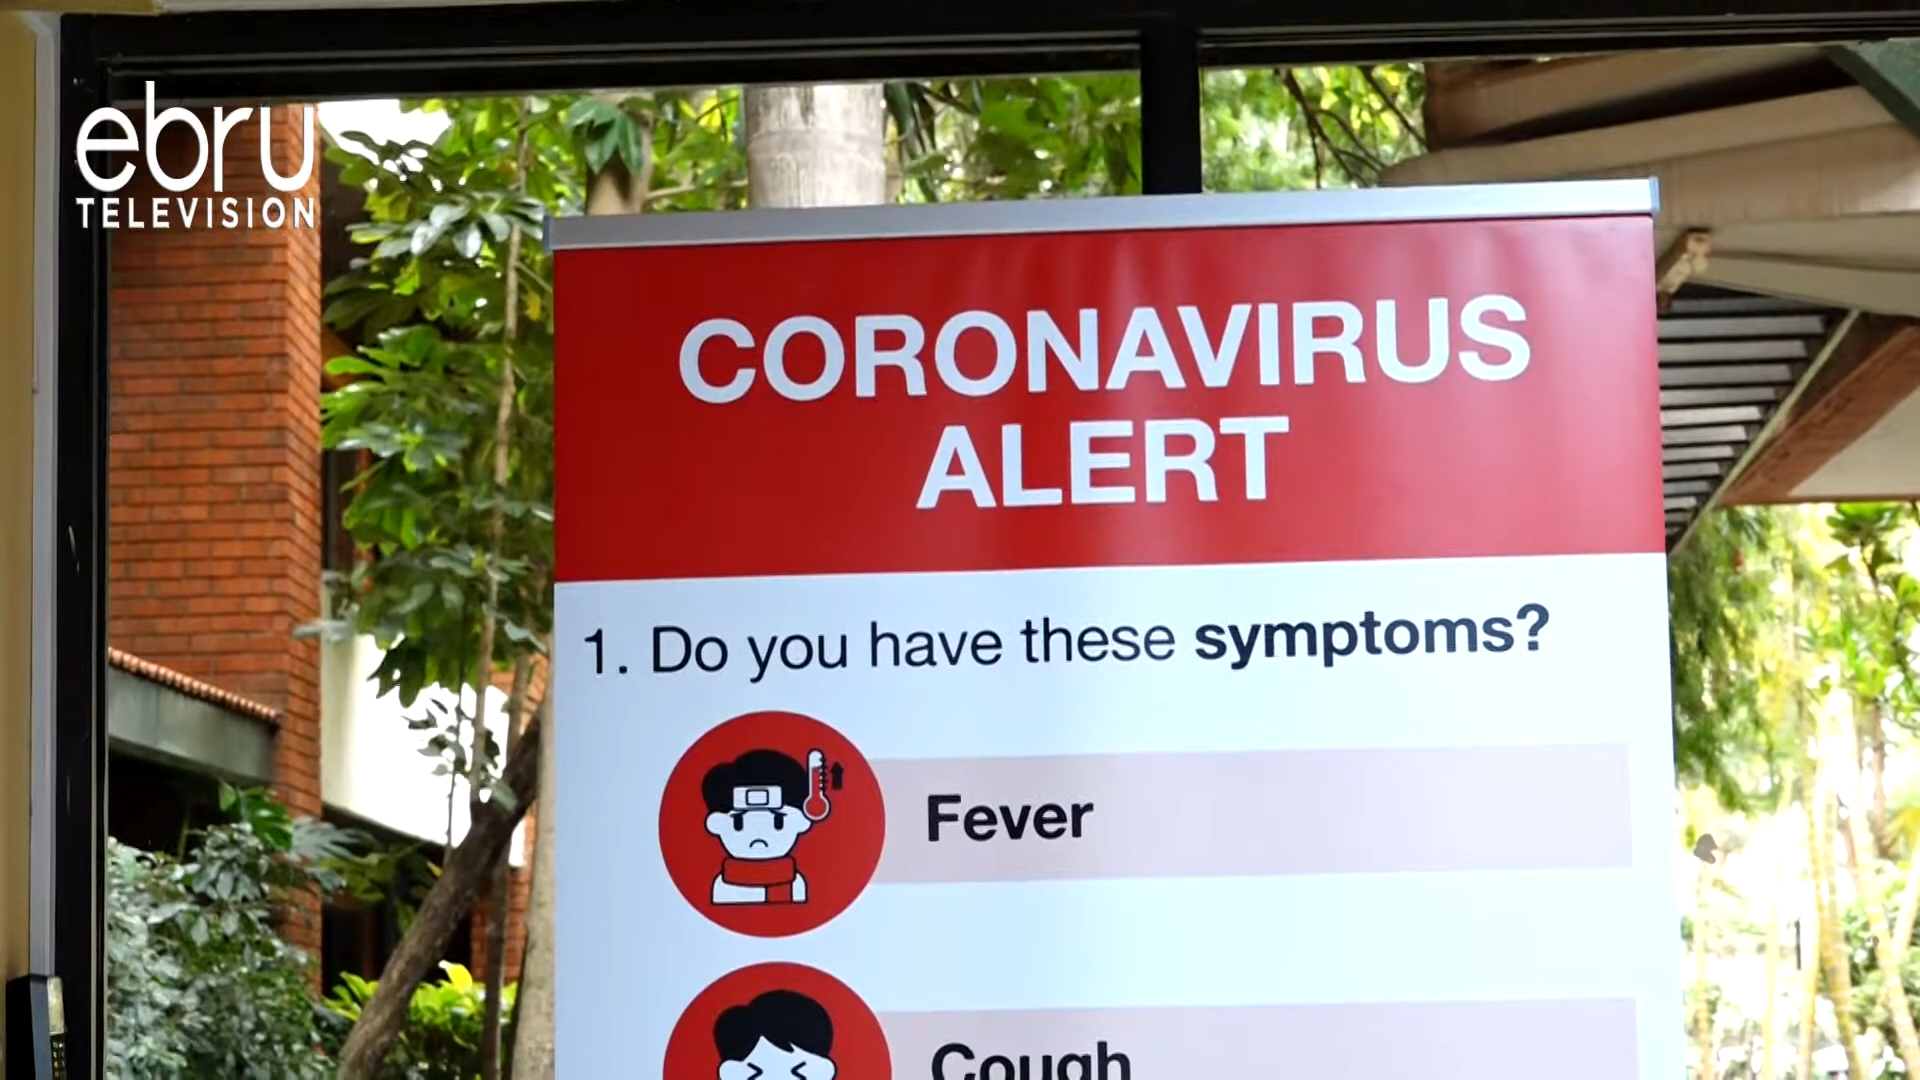 ebru
TELEVISION
CORONAVIRUS
ALERT
1. Do you have these symptoms?
Fever
Cough